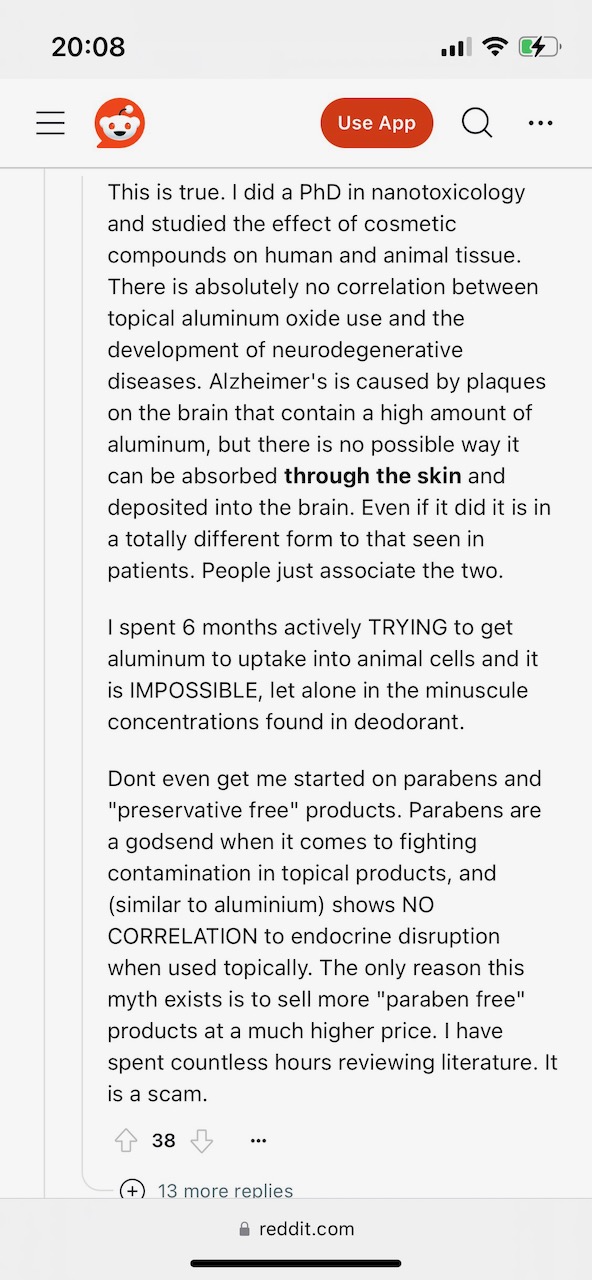 20:08
Use App
This is true. I did a PhD in nanotoxicology
and studied the effect of cosmetic
compounds on human and animal tissue.
There is absolutely no correlation between
topical aluminum oxide use and the
development of neurodegenerative
diseases. Alzheimer's is caused by plaques
on the brain that contain a high amount of
aluminum, but there is no possible way it
can be absorbed through the skin and
deposited into the brain. Even if it did it is in
a totally different form to that seen in
patients. People just associate the two.
I spent 6 months actively TRYING to get
aluminum to uptake into animal cells and it
is IMPOSSIBLE, let alone in the minuscule
concentrations found in deodorant.
Dont even get me started on parabens and
"preservative free" products. Parabens are
a godsend when it comes to fighting
contamination in topical products, and
(similar to aluminium) shows NO
CORRELATION to endocrine disruption
when used topically. The only reason this
myth exists is to sell more "paraben free"
products at a much higher price. I have
spent countless hours reviewing literature. It
is a scam.
38
13 more replies
reddit.com